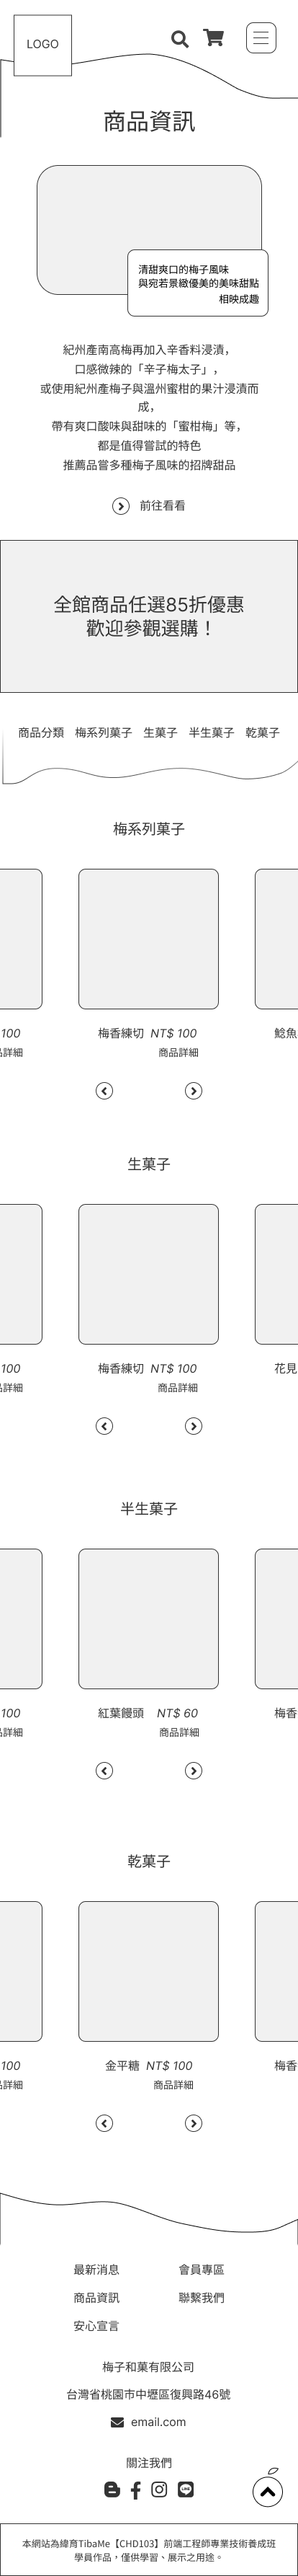 LOGO
商品資訊
清甜爽口的梅子風味
與宛若景緻優美的美味甜點
相映成趣
紀州產南高梅再加入辛香料浸漬，
口感微辣的「辛子梅太子」，
或使用紀州產梅子與溫州蜜柑的果汁浸漬而
成，
帶有爽口酸味與甜味的「蜜柑梅」等，
都是值得嘗試的特色
推薦品嘗多種梅子風味的招牌甜品
前往看看
全館商品任選85折優惠
歡迎參觀選購！
商品分類 梅系列菓子 生菓子 半生菓子 乾菓子
梅系列菓子
100 梅香練切 NT$ 100 鯰魚
詳細 商品詳細
生菓子
100 梅香練切 NT$ 100 花見
詳細 商品詳細
半生菓子
100 紅葉饅頭 NT$ 60 梅香
詳細 商品詳細
乾菓子
100 金平糖 NT$ 100 梅香
詳細 商品詳細
最新消息 會員專區
商品資訊 聯繫我們
安心宣言
梅子和菓有限公司
台灣省桃園市中壢區復興路46號
email.com
關注我們
LINE
本網站為緯育TibaMe【CHD103】前端工程師專業技術養成班
學員作品，僅供學習、展示之用途。